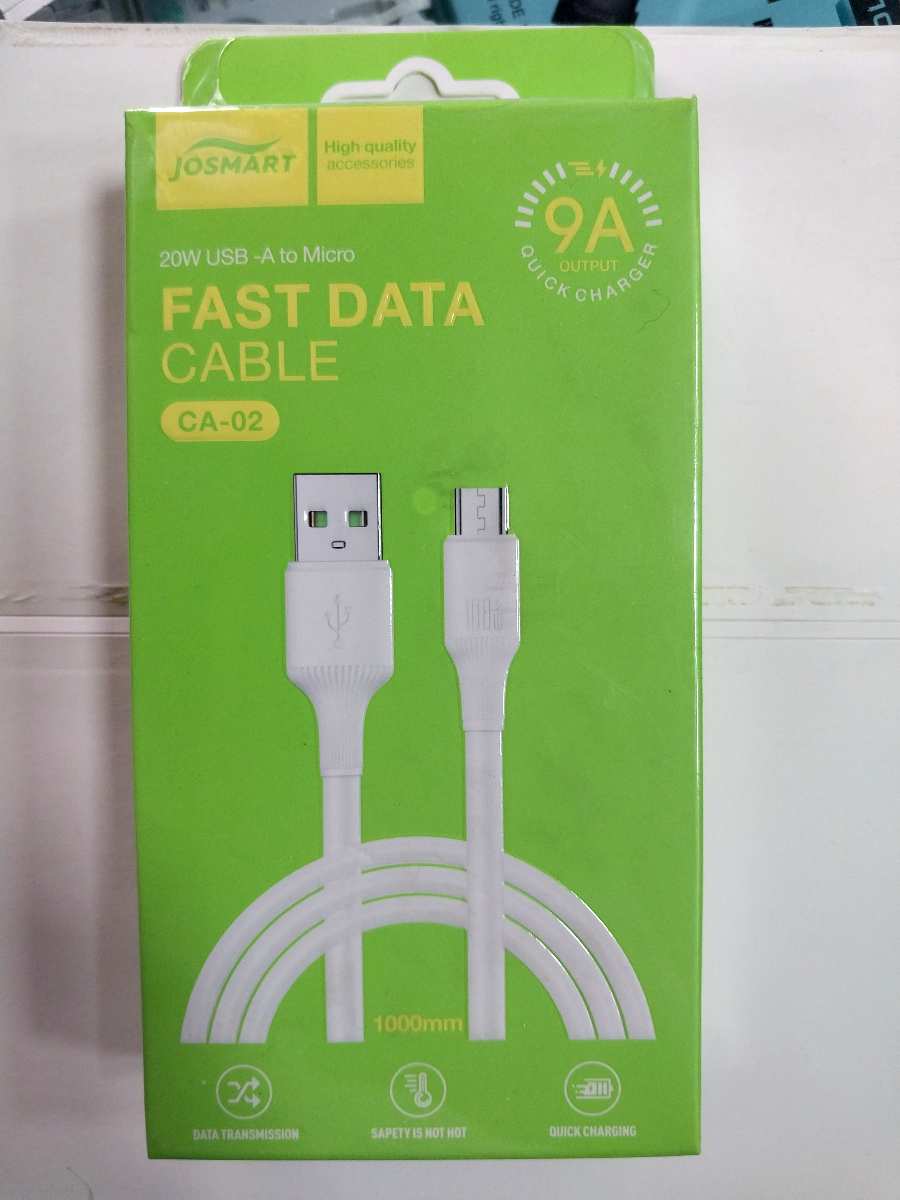 JOSMART
High quality
accessories
9A
OUTPUT
QUICK CHARGER
20W USB -A to Micro
FAST DATA
CABLE
CA-02
1000mm
DATA TRANSMISSION
SAPETY IS NOT HOT
QUICK CHARGING